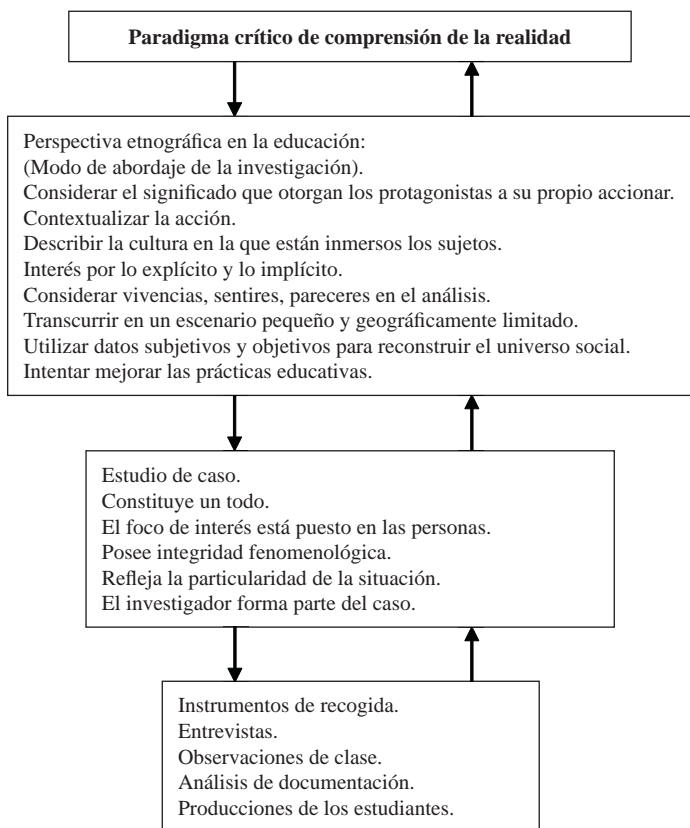 Paradigma crítico de comprensión de la realidad
Perspectiva etnográfica en la educación:
(Modo de abordaje de la investigación).
Considerar el significado que otorgan los protagonistas a su propio accionar.
Contextualizar la acción.
Describir la cultura en la que están inmersos los sujetos.
Interés por lo explícito y lo implícito.
Considerar vivencias, sentires, pareceres en el análisis.
Transcurrir en un escenario pequeño y geográficamente limitado.
Utilizar datos subjetivos y objetivos para reconstruir el universo social.
Intentar mejorar las prácticas educativas.
Estudio de caso.
Constituye un todo.
El foco de interés está puesto en las personas.
Posee integridad fenomenológica.
Refleja la particularidad de la situación.
El investigador forma parte del caso.
Instrumentos de recogida.
Entrevistas.
Observaciones de clase.
Análisis de documentación.
Producciones de los estudiantes.